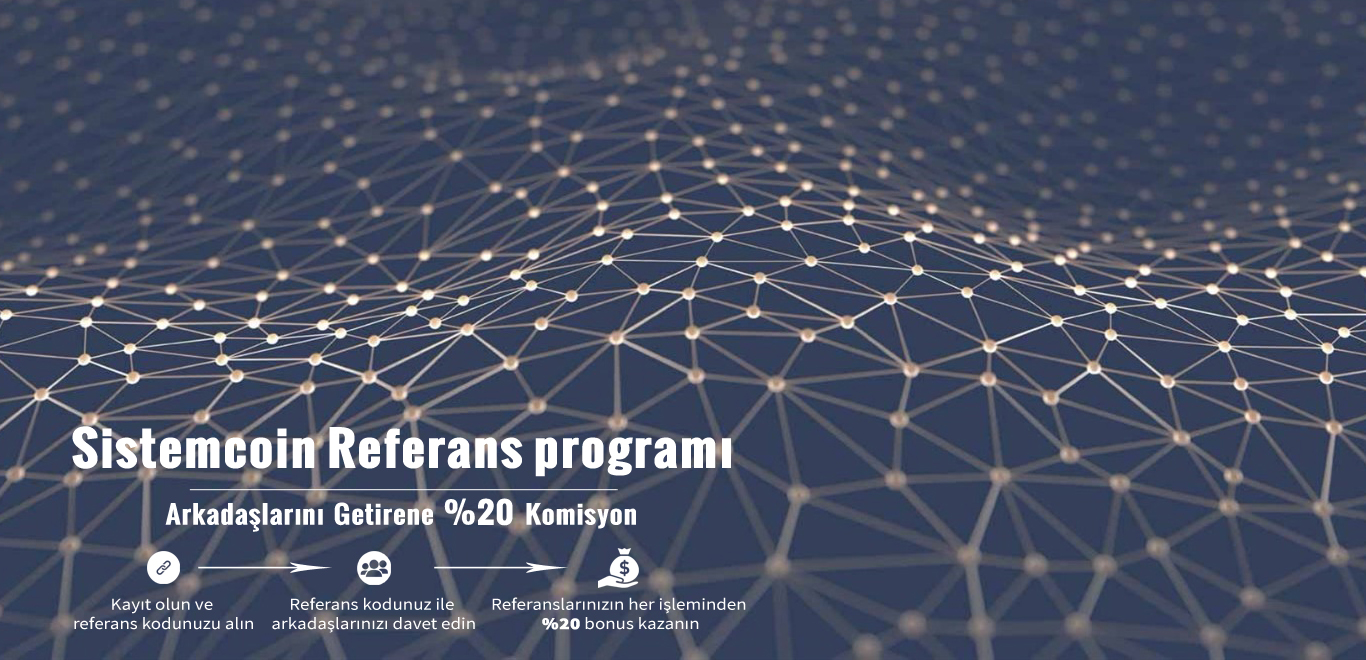 Sistemcoin Referans programı
Arkadaşlarını Getirene %20 Komisyon
Kayıt olun ve
referans kodunuzu alın
Referans kodunuz ile
arkadaşlarınızı davet edin
Referanslarınızın her işleminden
%20 bonus kazanın